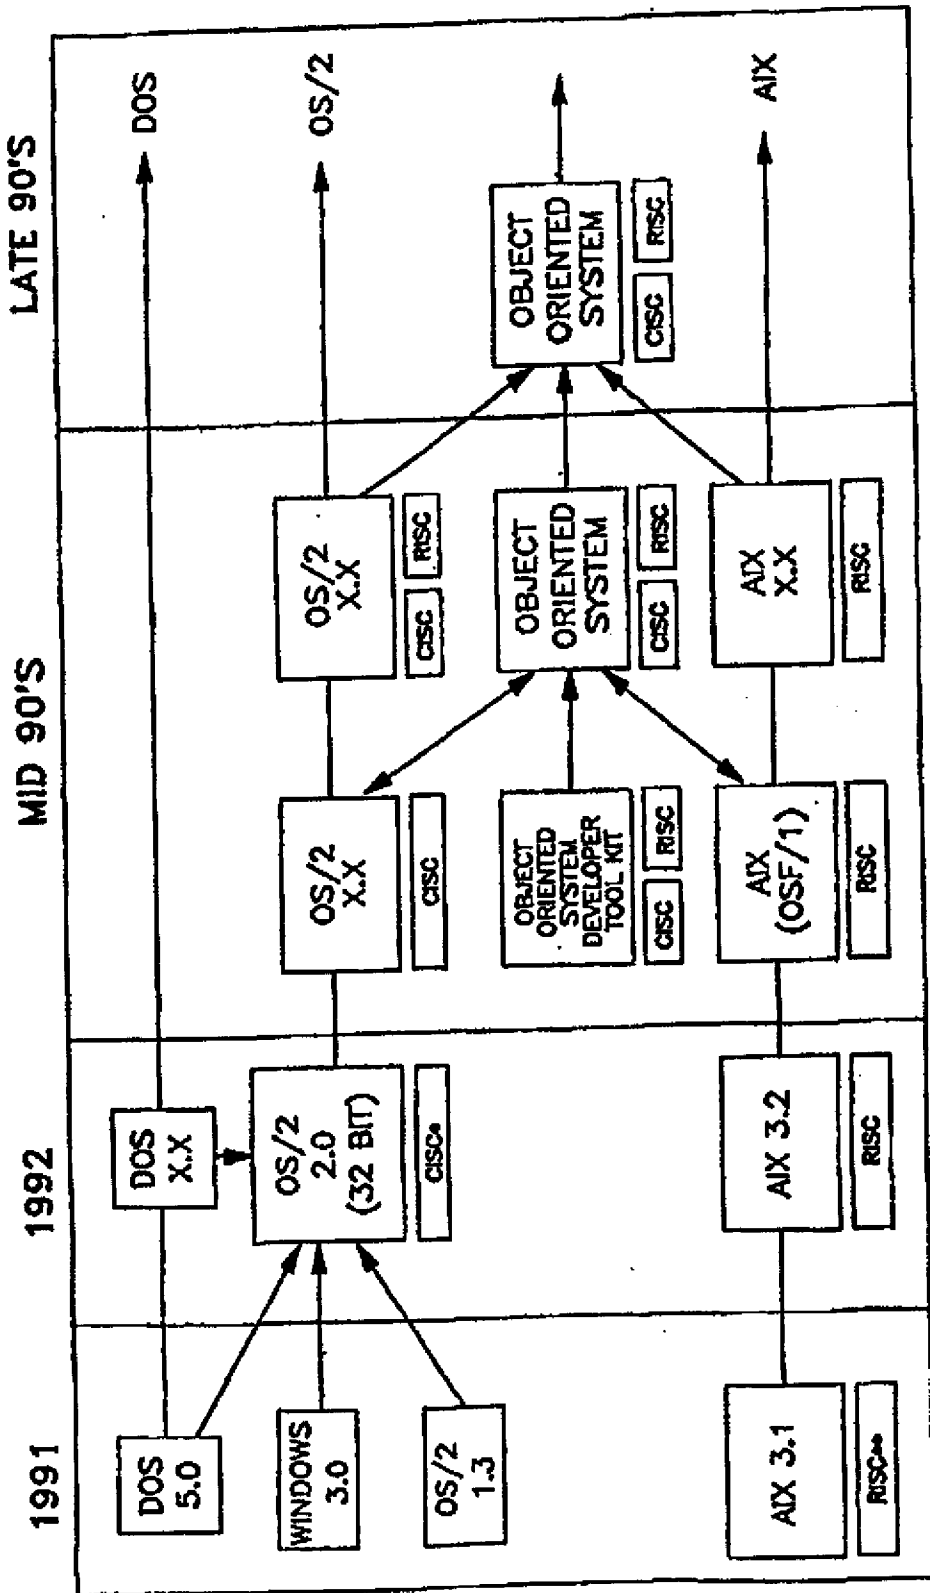 1991
1992
MID 90'S
LATE 90'S
DOS
5.0
WINDOWS
3.0
OS/2
1.3
AIX 3.1
RISC**
DOS
X.X
OS/2
2.0
(32 BIT)
CISC*
AIX 3.2
RISC
OS/2
X.X
CISC
OBJECT
ORIENTED
SYSTEM
DEVELOPER
TOOL KIT
CISC
RISC
AIX
(OSF/1)
RISC
OS/2
X.X
CISC
RISC
OBJECT
ORIENTED
SYSTEM
CISC
RISC
AIX
X.X
RISC
DOS
OS/2
OBJECT
ORIENTED
SYSTEM
CISC
RISC
AIX